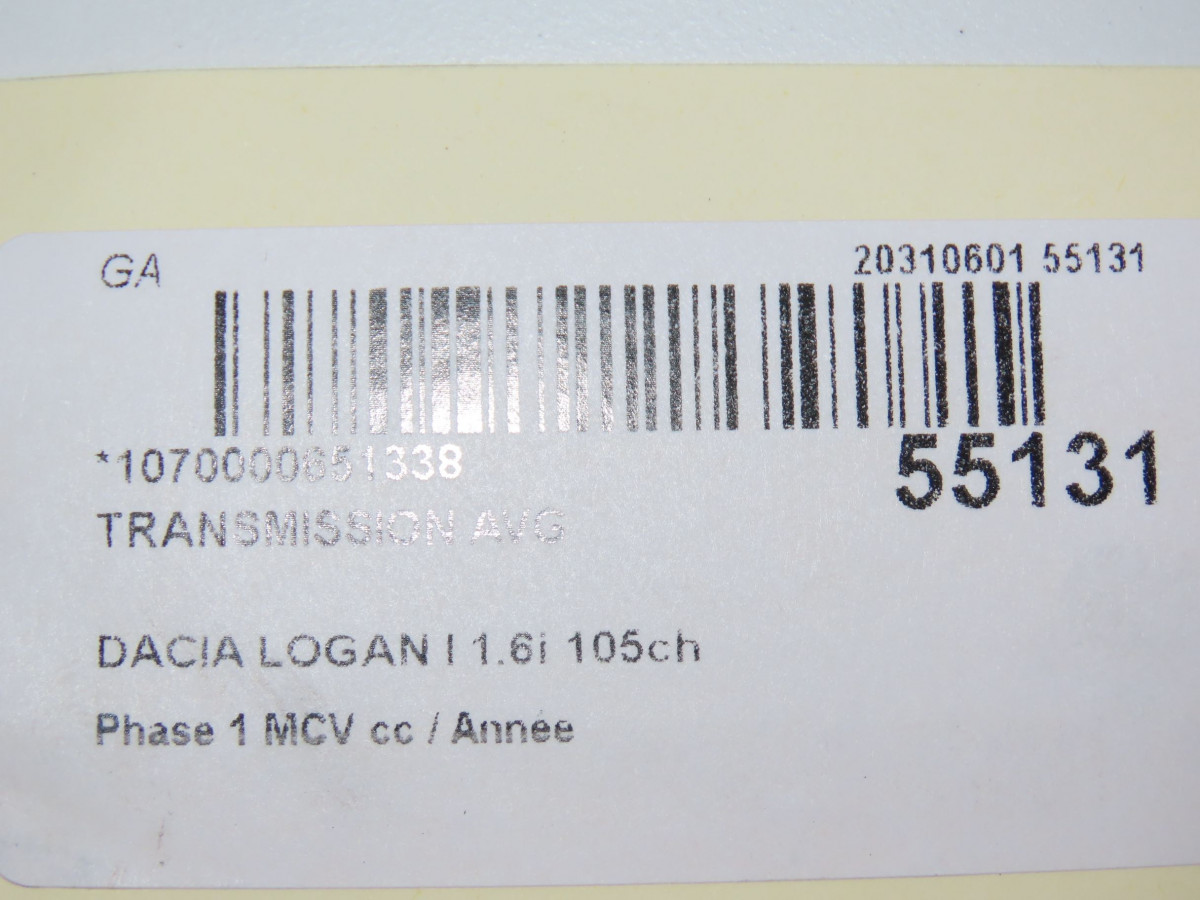 GA
20310601 55131
*1070000651338
55131
TRANSMISSION AVG
DACIA LOGAN I 1.6i 105ch
Phase 1 MCV cc / Année